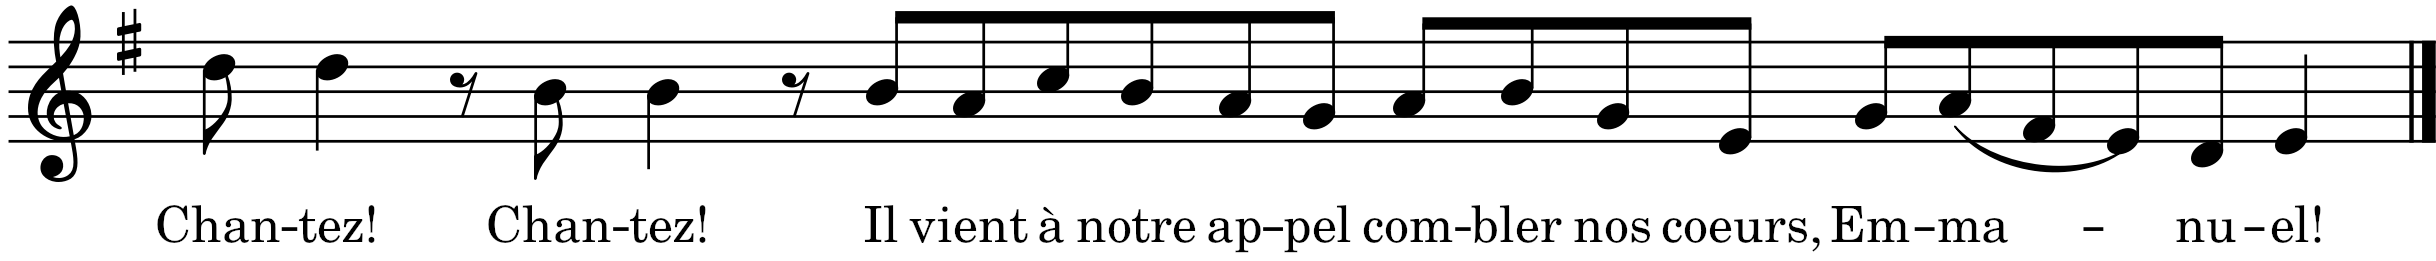 Chan-tez! Chan-tez! Il vient à notre ap-pel com-bler nos coeurs, Em-ma - nu-el!